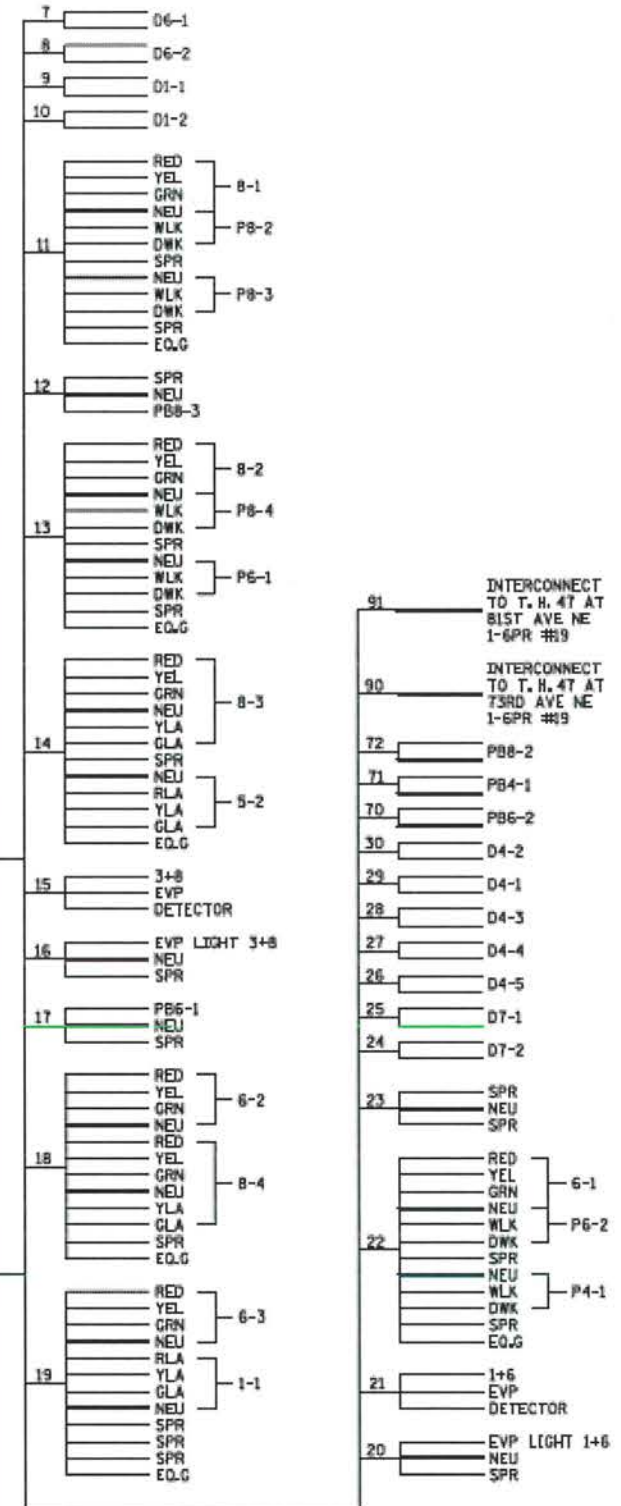 7
D6-1
8
D6-2
9
D1-1
10
D1-2
11
RED
YEL
GRN
NEU
WLK
DWK
SPR
NEU
WLK
DWK
SPR
EQ.G
8-1
P8-2
P8-3
12
SPR
NEU
PB8-3
13
RED
YEL
GRN
NEU
WLK
DWK
SPR
NEU
WLK
DWK
SPR
EQ.G
8-2
P8-4
P6-1
14
RED
YEL
GRN
NEU
YLA
GLA
SPR
NEU
RLA
YLA
GLA
EQ.G
8-3
5-2
15
3+8
EVP
DETECTOR
16
EVP LIGHT 3+8
NEU
SPR
17
PB6-1
NEU
SPR
18
RED
YEL
GRN
NEU
RED
YEL
GRN
NEU
YLA
GLA
SPR
EQ.G
6-2
8-4
19
RED
YEL
GRN
NEU
RLA
YLA
GLA
NEU
SPR
SPR
SPR
EQ.G
6-3
1-1
91
INTERCONNECT
TO T.H. 47 AT
81ST AVE NE
1-6PR #19
90
INTERCONNECT
TO T.H. 47 AT
73RD AVE NE
1-6PR #19
72
PB8-2
71
PB4-1
70
PB6-2
30
D4-2
29
D4-1
28
D4-3
27
D4-4
26
D4-5
25
D7-1
24
D7-2
23
SPR
NEU
SPR
22
RED
YEL
GRN
NEU
WLK
DWK
SPR
NEU
WLK
DWK
SPR
EQ.G
6-1
P6-2
P4-1
21
1+6
EVP
DETECTOR
20
EVP LIGHT 1+6
NEU
SPR